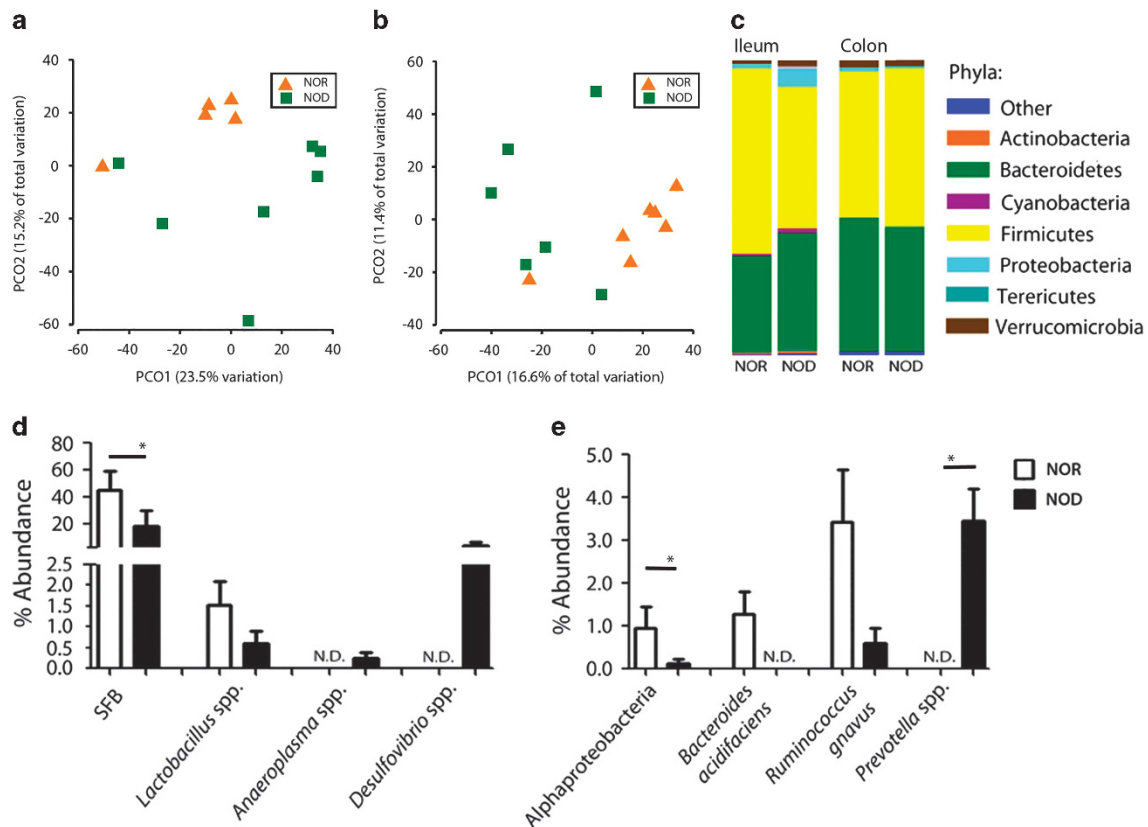 a
40
20
0
-20
-40
-60
PCO2 (15.2% of total variation)
-60 -40 -20 0 20 40
PCO1 (23.5% variation)
NOR
NOD
b
60
40
20
0
-20
-40
PCO2 (11.4% of total variation)
-60 -40 -20 0 20 40
PCO1 (16.6% of total variation)
NOR
NOD
c
Ileum Colon
NOR NOD NOR NOD
Phyla:
Other
Actinobacteria
Bacteroidetes
Cyanobacteria
Firmicutes
Proteobacteria
Terericutes
Verrucomicrobia
d
80
60
40
20
2.5
2.0
1.5
1.0
0.5
0.0
% Abundance
*
N.D. N.D.
SFB
Lactobacillus spp.
Anaeroplasma spp.
Desulfovibrio spp.
e
5.0
4.0
3.0
2.0
1.0
0.0
% Abundance
*
*
N.D. N.D.
Alphaproteobacteria
Bacteroides
acidifaciens
Ruminococcus
gnavus
Prevotella spp.
NOR
NOD